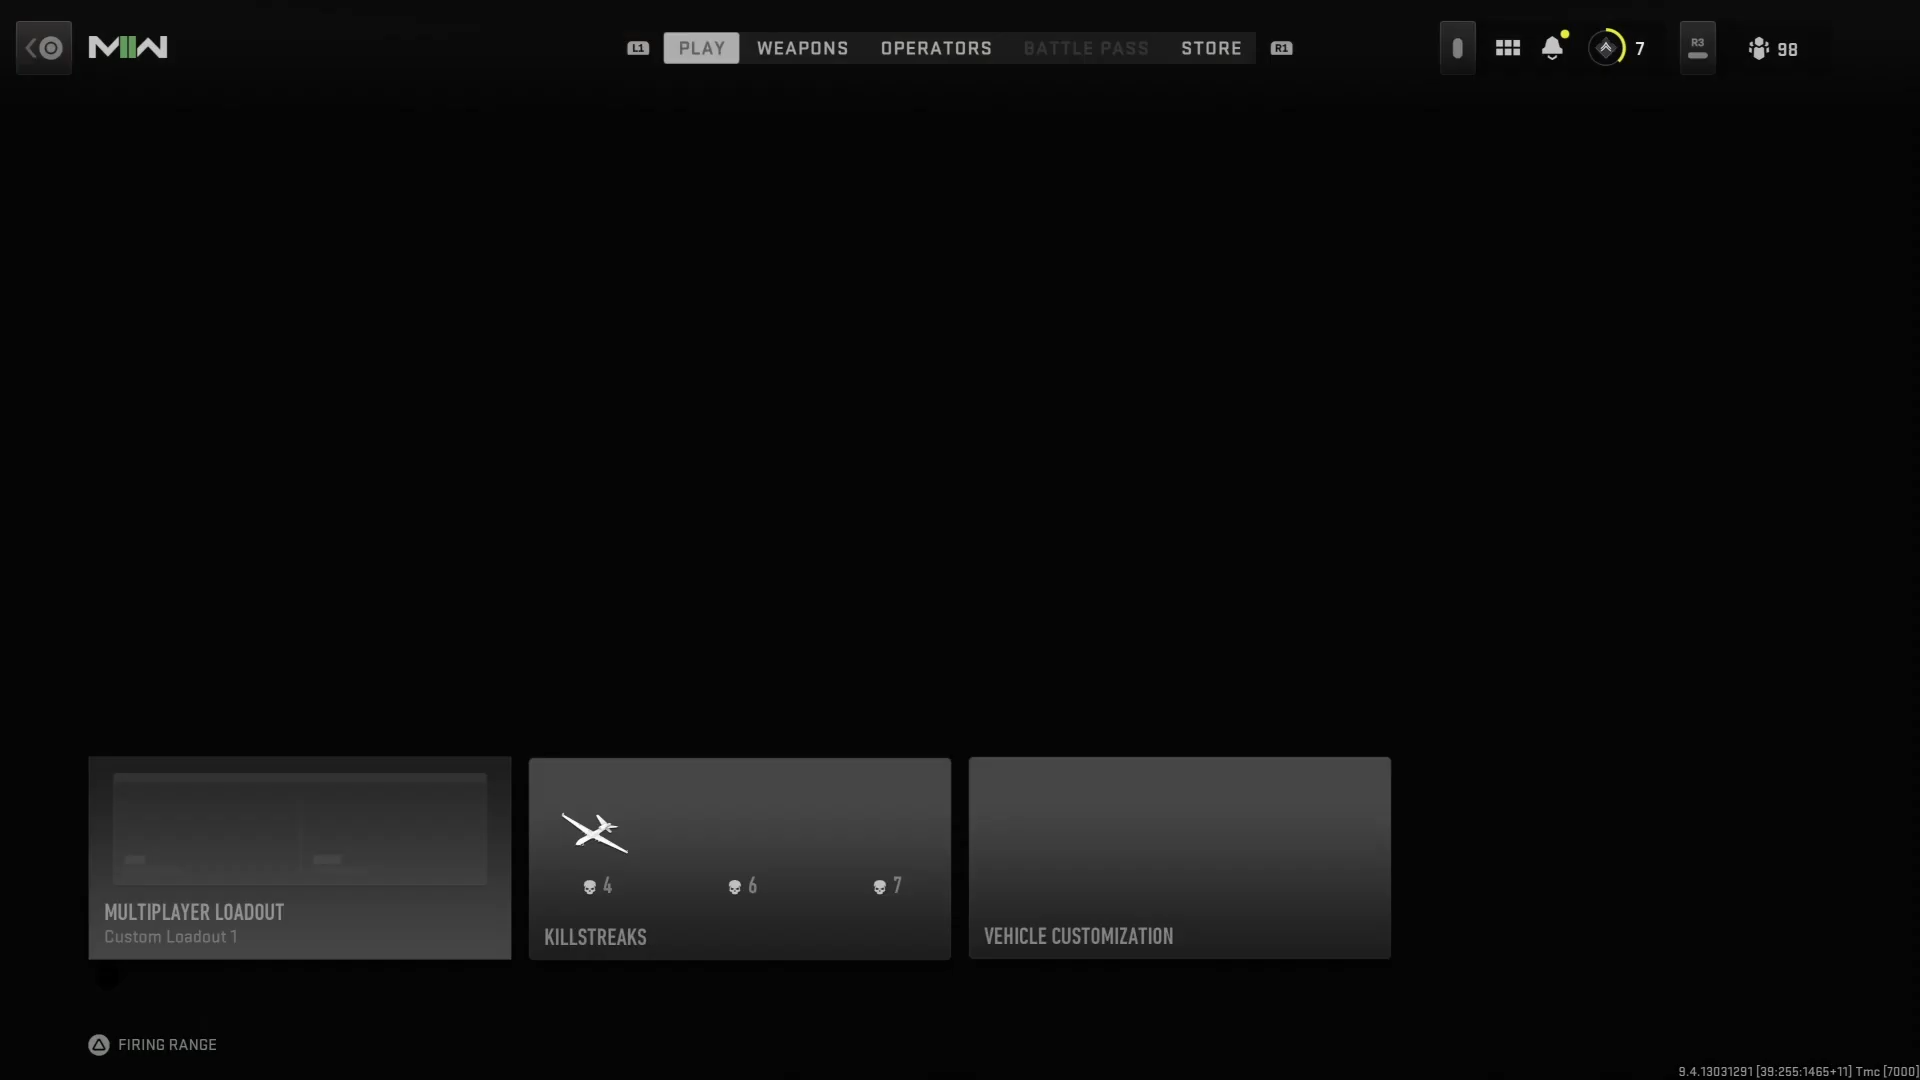 MW
L1 PLAY WEAPONS OPERATORS BATTLE PASS STORE R1
7
R3
98
4
6
7
MULTIPLAYER LOADOUT
Custom Loadout 1
KILLSTREAKS
VEHICLE CUSTOMIZATION
FIRING RANGE
9.4.13031291 [39:255:1465+11] Tmc [7000]